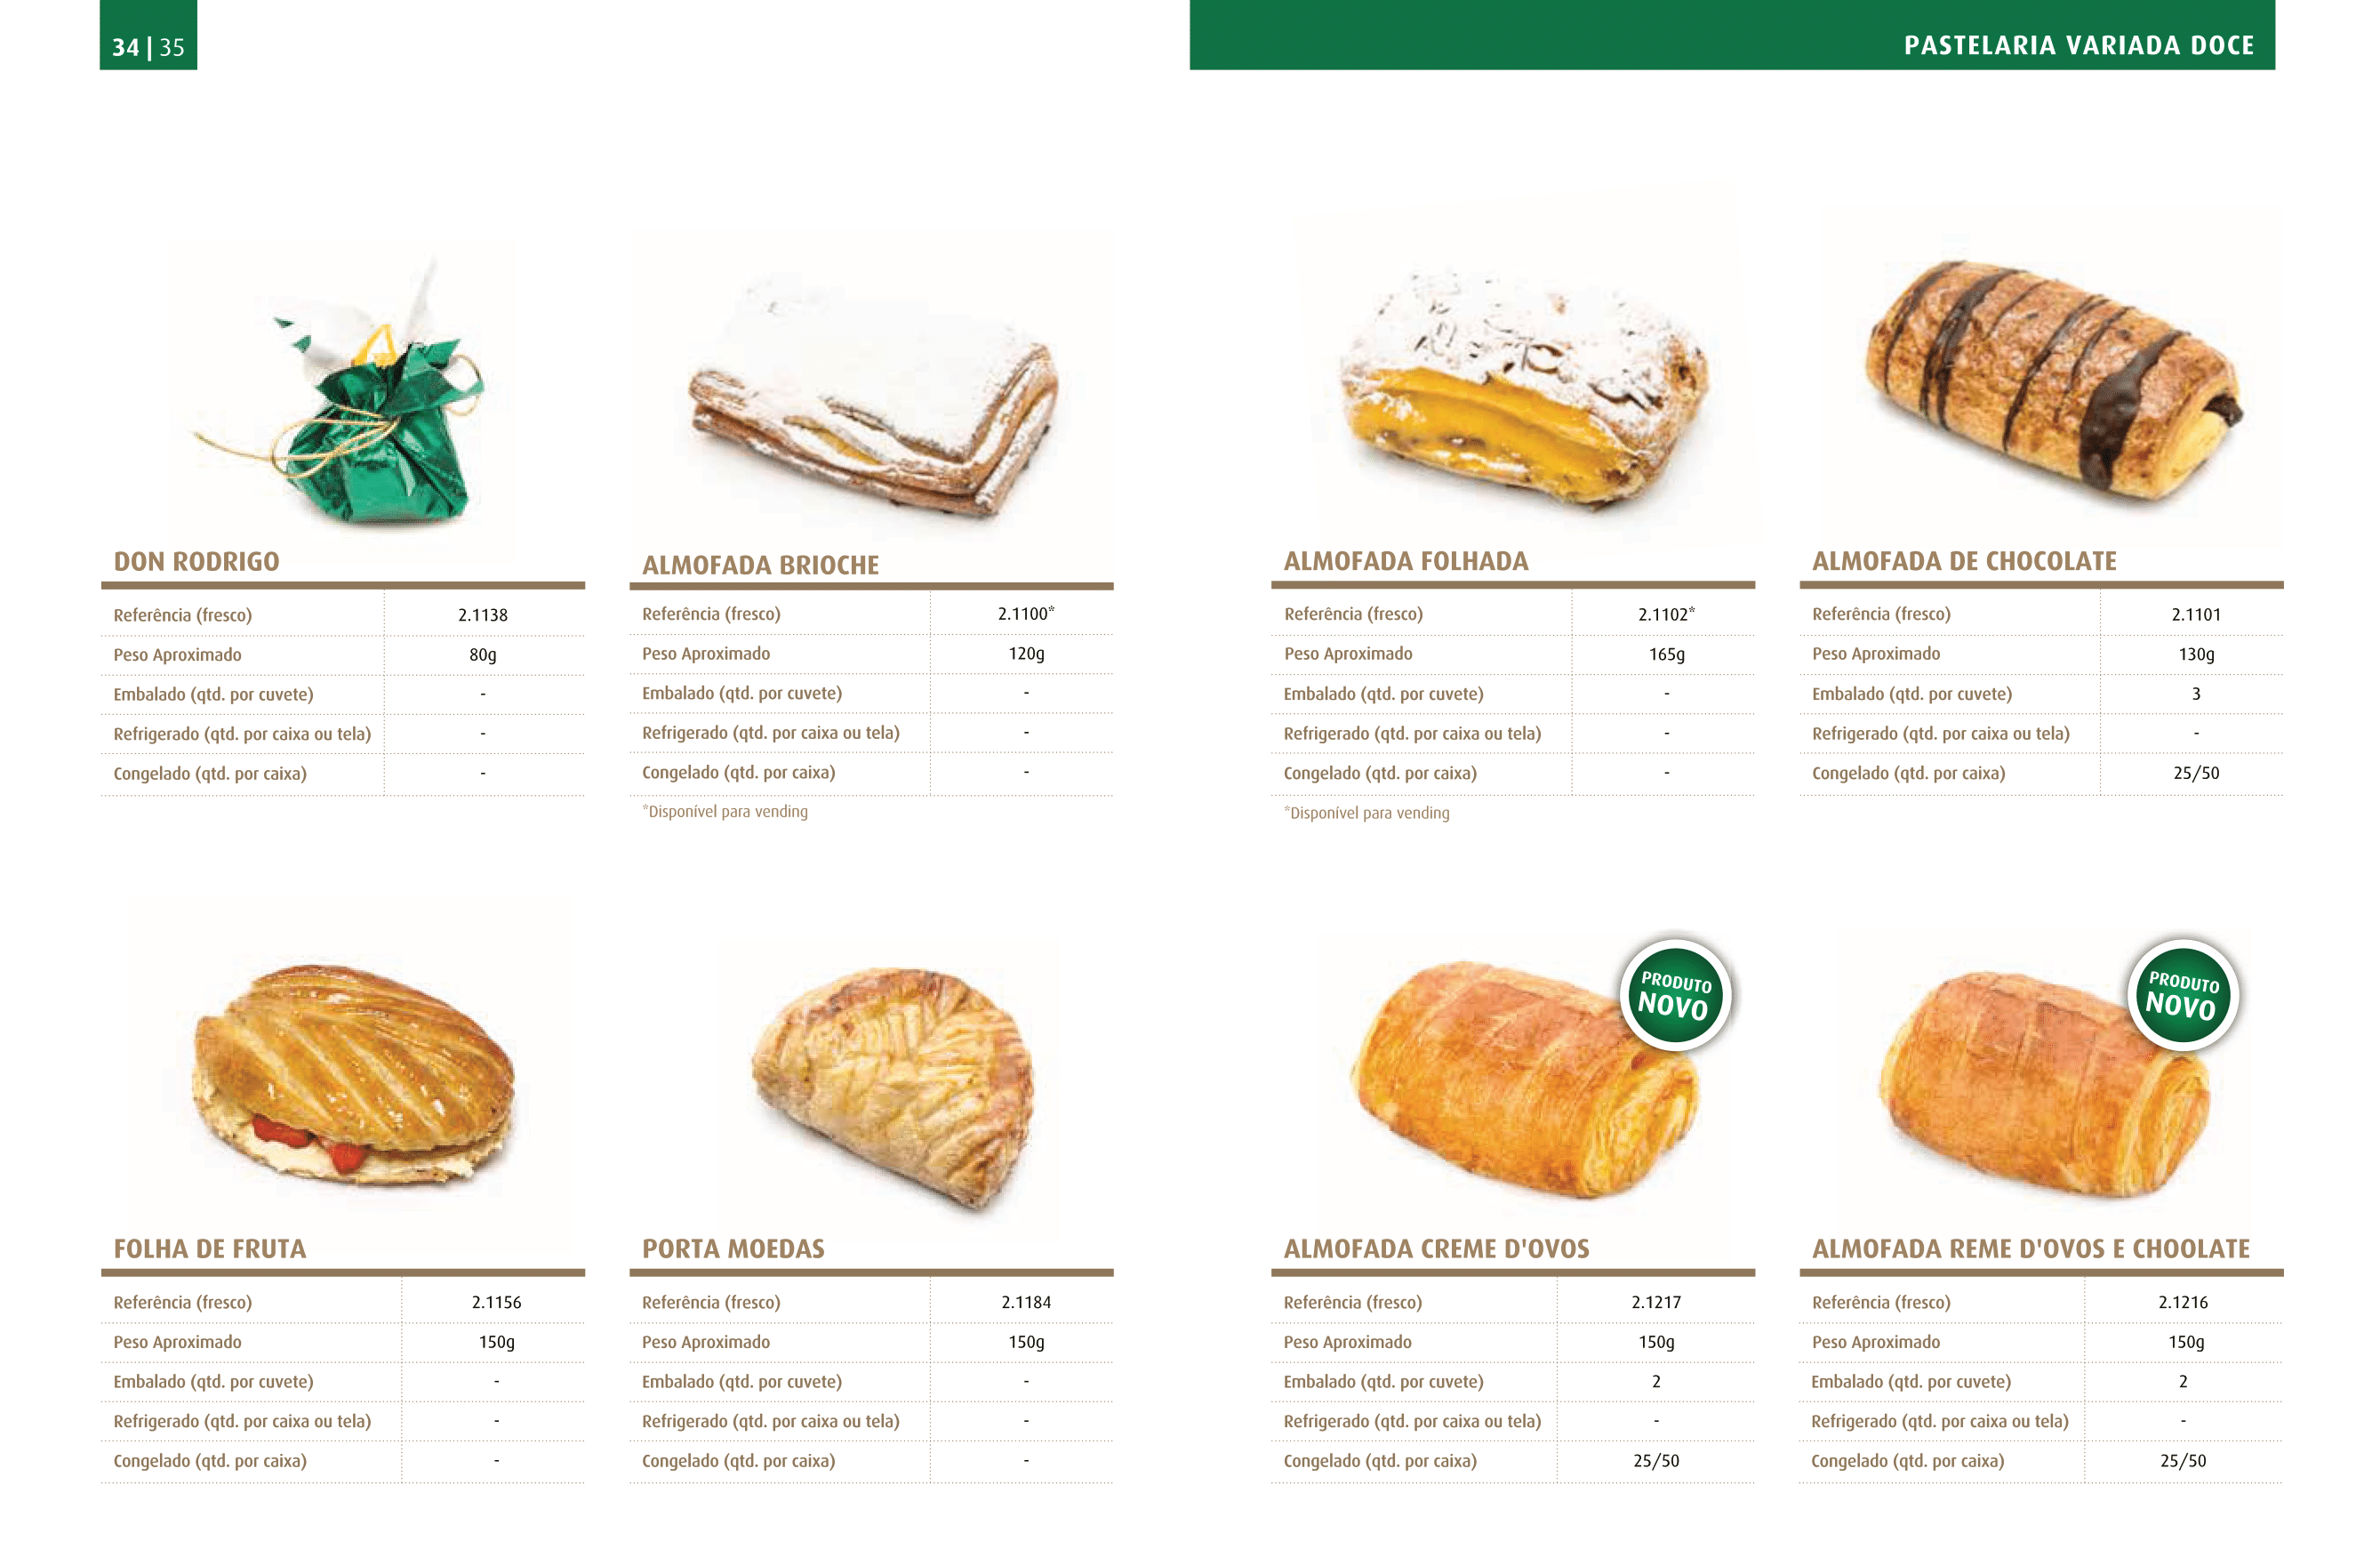 34 | 35
PASTELARIA VARIADA DOCE
DON RODRIGO
Referência (fresco) 2.1138
Peso Aproximado 80g
Embalado (qtd. por cuvete) -
Refrigerado (qtd. por caixa ou tela) -
Congelado (qtd. por caixa) -
ALMOFADA BRIOCHE
Referência (fresco) 2.1100*
Peso Aproximado 120g
Embalado (qtd. por cuvete) -
Refrigerado (qtd. por caixa ou tela) -
Congelado (qtd. por caixa) -
*Disponível para vending
ALMOFADA FOLHADA
Referência (fresco) 2.1102*
Peso Aproximado 165g
Embalado (qtd. por cuvete) -
Refrigerado (qtd. por caixa ou tela) -
Congelado (qtd. por caixa) -
*Disponível para vending
ALMOFADA DE CHOCOLATE
Referência (fresco) 2.1101
Peso Aproximado 130g
Embalado (qtd. por cuvete) 3
Refrigerado (qtd. por caixa ou tela) -
Congelado (qtd. por caixa) 25/50
FOLHA DE FRUTA
Referência (fresco) 2.1156
Peso Aproximado 150g
Embalado (qtd. por cuvete) -
Refrigerado (qtd. por caixa ou tela) -
Congelado (qtd. por caixa) -
PORTA MOEDAS
Referência (fresco) 2.1184
Peso Aproximado 150g
Embalado (qtd. por cuvete) -
Refrigerado (qtd. por caixa ou tela) -
Congelado (qtd. por caixa) -
PRODUTO
NOVO
ALMOFADA CREME D'OVOS
Referência (fresco) 2.1217
Peso Aproximado 150g
Embalado (qtd. por cuvete) 2
Refrigerado (qtd. por caixa ou tela) -
Congelado (qtd. por caixa) 25/50
PRODUTO
NOVO
ALMOFADA REME D'OVOS E CHOOLATE
Referência (fresco) 2.1216
Peso Aproximado 150g
Embalado (qtd. por cuvete) 2
Refrigerado (qtd. por caixa ou tela) -
Congelado (qtd. por caixa) 25/50